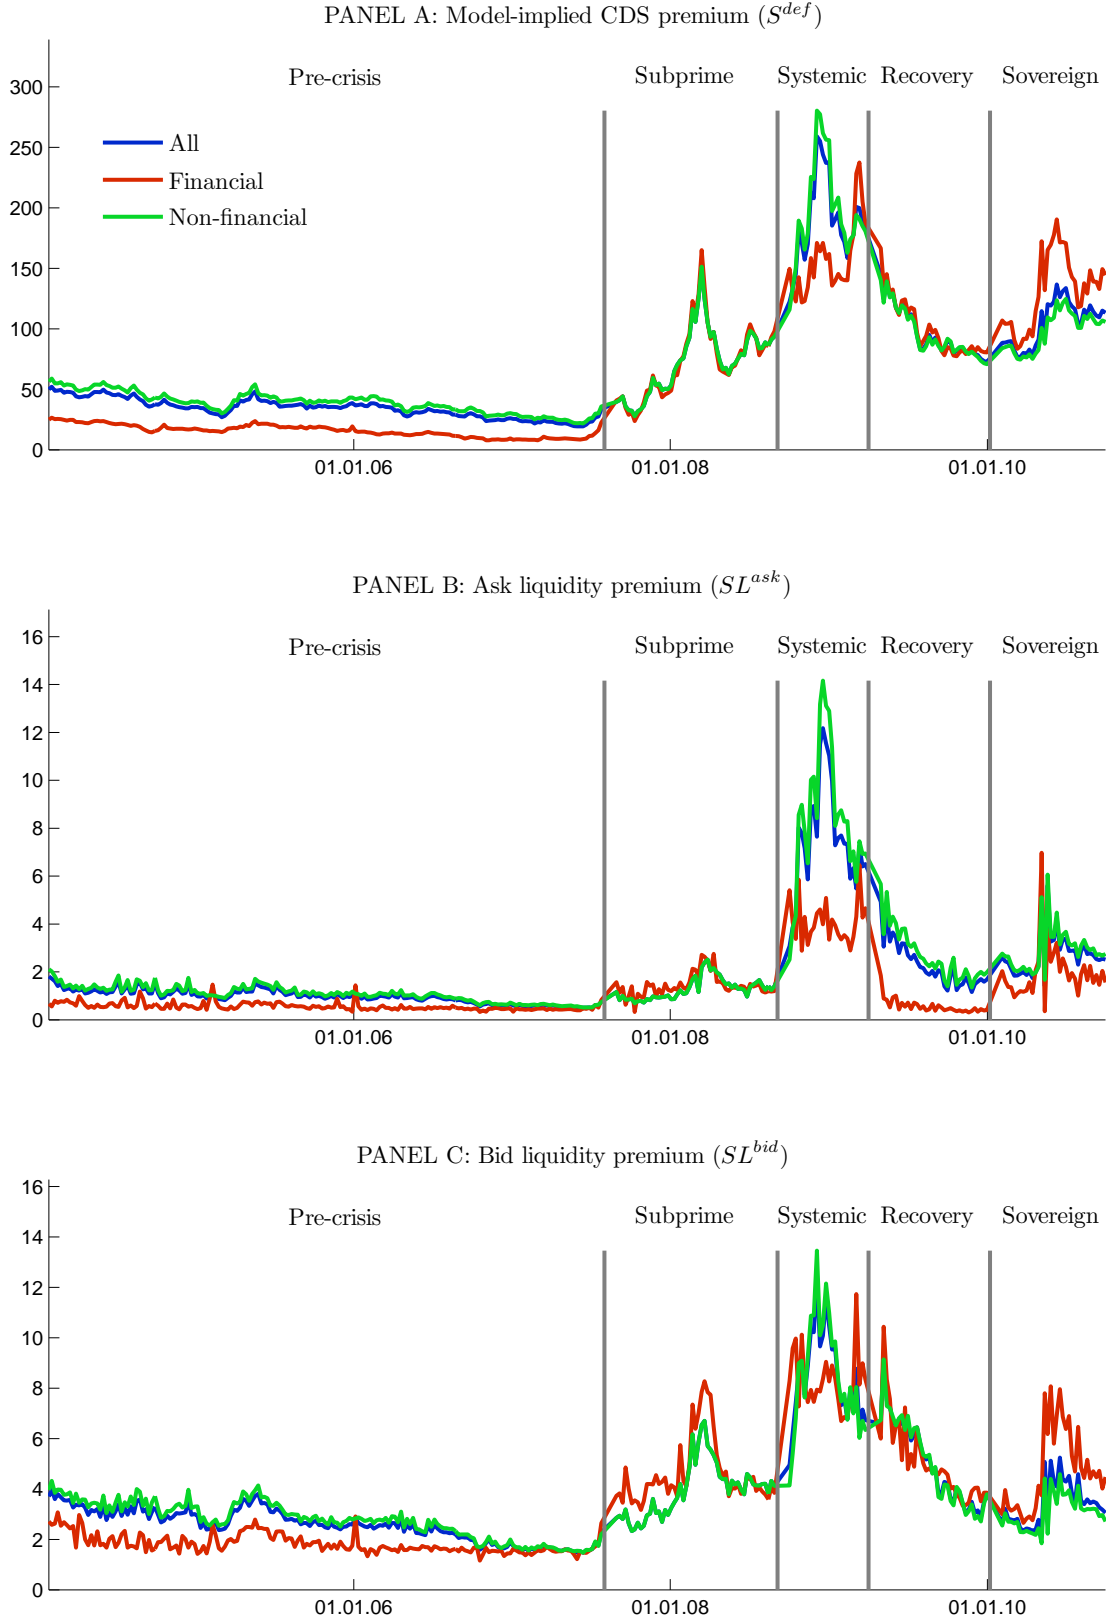 PANEL A: Model-implied CDS premium (S^{def})
Pre-crisis Subprime Systemic Recovery Sovereign
300
250
200
150
100
50
0
All
Financial
Non-financial
01.01.06 01.01.08 01.01.10
PANEL B: Ask liquidity premium (SL^{ask})
Pre-crisis Subprime Systemic Recovery Sovereign
16
14
12
10
8
6
4
2
0
01.01.06 01.01.08 01.01.10
PANEL C: Bid liquidity premium (SL^{bid})
Pre-crisis Subprime Systemic Recovery Sovereign
16
14
12
10
8
6
4
2
0
01.01.06 01.01.08 01.01.10